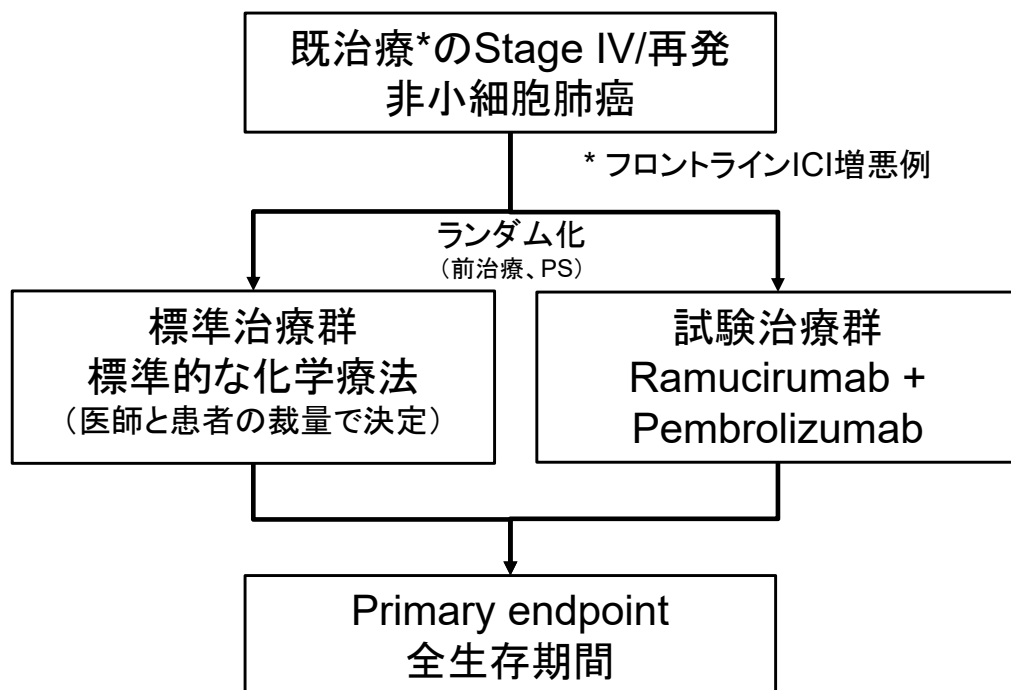 既治療*のStage IV/再発
非小細胞肺癌
* フロントラインICI増悪例
ランダム化
（前治療、PS）
標準治療群
標準的な化学療法
（医師と患者の裁量で決定）
試験治療群
Ramucirumab +
Pembrolizumab
Primary endpoint
全生存期間